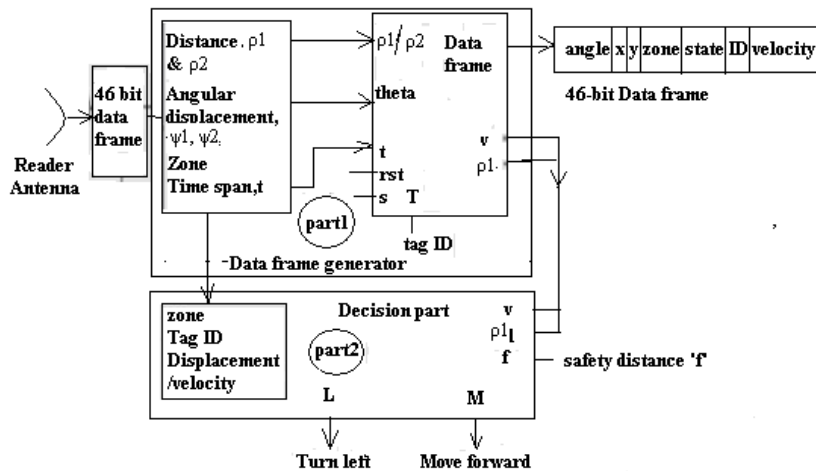 46 bit
data
frame
Reader
Antenna
Distance, ρ1
& ρ2
Angular
displacement,
ψ1, ψ2,
Zone
Time span,t
ρ1/ ρ2
Data
frame
theta
t
rst
s
T
v
ρ1.
part1
tag ID
Data frame generator
angle x y zone state ID velocity
46-bit Data frame
zone
Tag ID
Displacement
/velocity
Decision part
part2
v
ρ1
f
safety distance 'f'
L
M
Turn left
Move forward